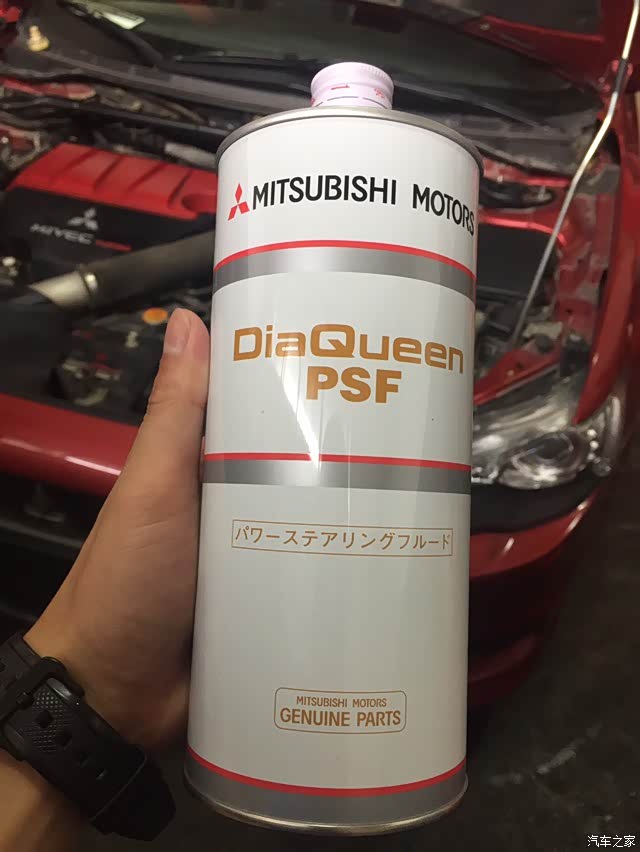 MITSUBISHI MOTORS
DiaQueen
PSF
パワーステアリングフルード
MITSUBISHI MOTORS
GENUINE PARTS
MIVEC
汽车之家